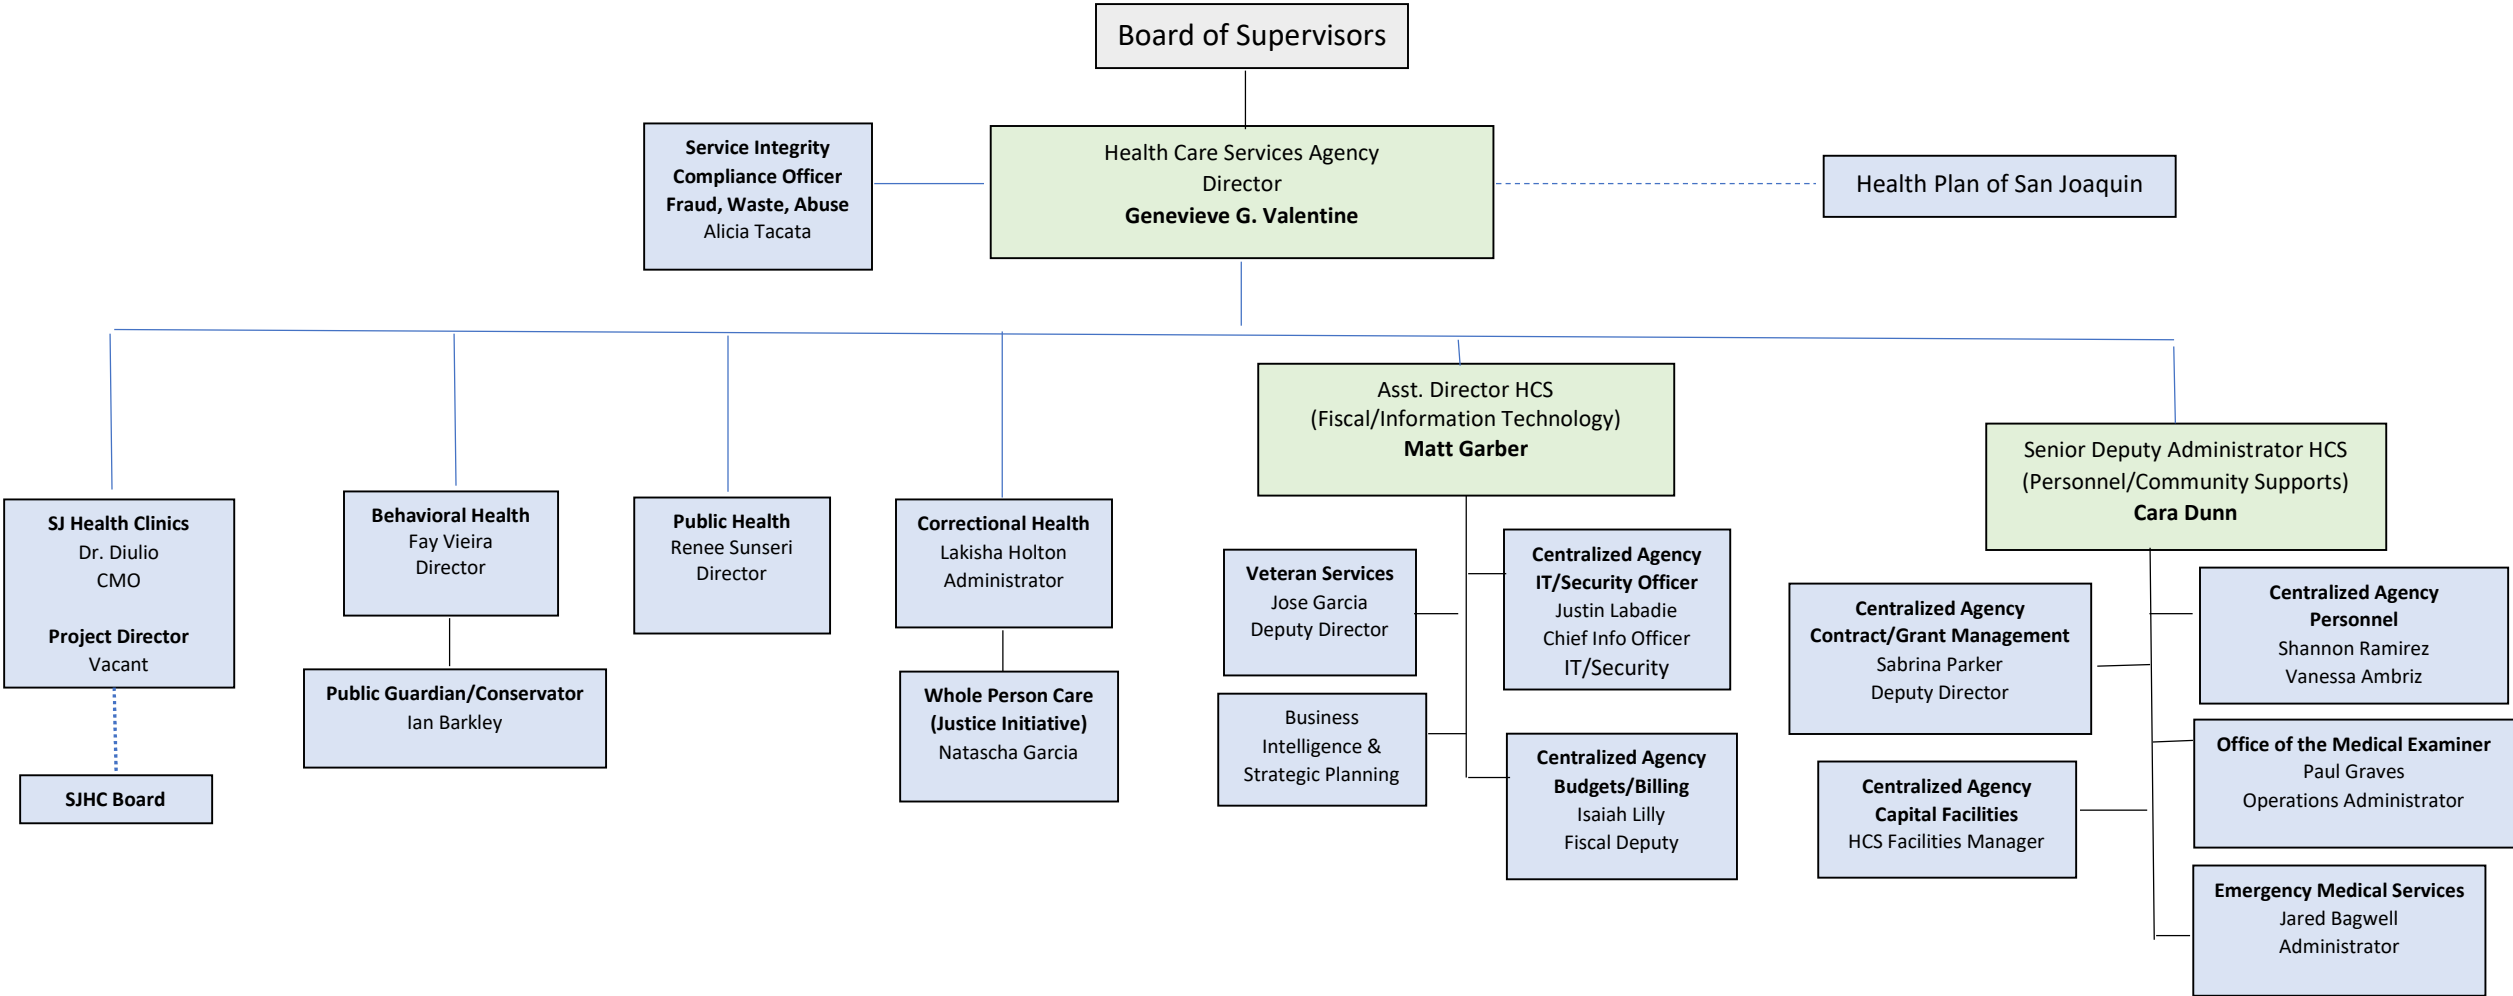 Board of Supervisors
Service Integrity
Compliance Officer
Fraud, Waste, Abuse
Alicia Tacata
Health Care Services Agency
Director
Genevieve G. Valentine
Health Plan of San Joaquin
Asst. Director HCS
(Fiscal/Information Technology)
Matt Garber
Senior Deputy Administrator HCS
(Personnel/Community Supports)
Cara Dunn
SJ Health Clinics
Dr. Diulio
CMO
Project Director
Vacant
SJHC Board
Behavioral Health
Fay Vieira
Director
Public Guardian/Conservator
Ian Barkley
Public Health
Renee Sunseri
Director
Correctional Health
Lakisha Holton
Administrator
Whole Person Care
(Justice Initiative)
Natascha Garcia
Veteran Services
Jose Garcia
Deputy Director
Business
Intelligence &
Strategic Planning
Centralized Agency
IT/Security Officer
Justin Labadie
Chief Info Officer
IT/Security
Centralized Agency
Budgets/Billing
Isaiah Lilly
Fiscal Deputy
Centralized Agency
Contract/Grant Management
Sabrina Parker
Deputy Director
Centralized Agency
Capital Facilities
HCS Facilities Manager
Centralized Agency
Personnel
Shannon Ramirez
Vanessa Ambriz
Office of the Medical Examiner
Paul Graves
Operations Administrator
Emergency Medical Services
Jared Bagwell
Administrator